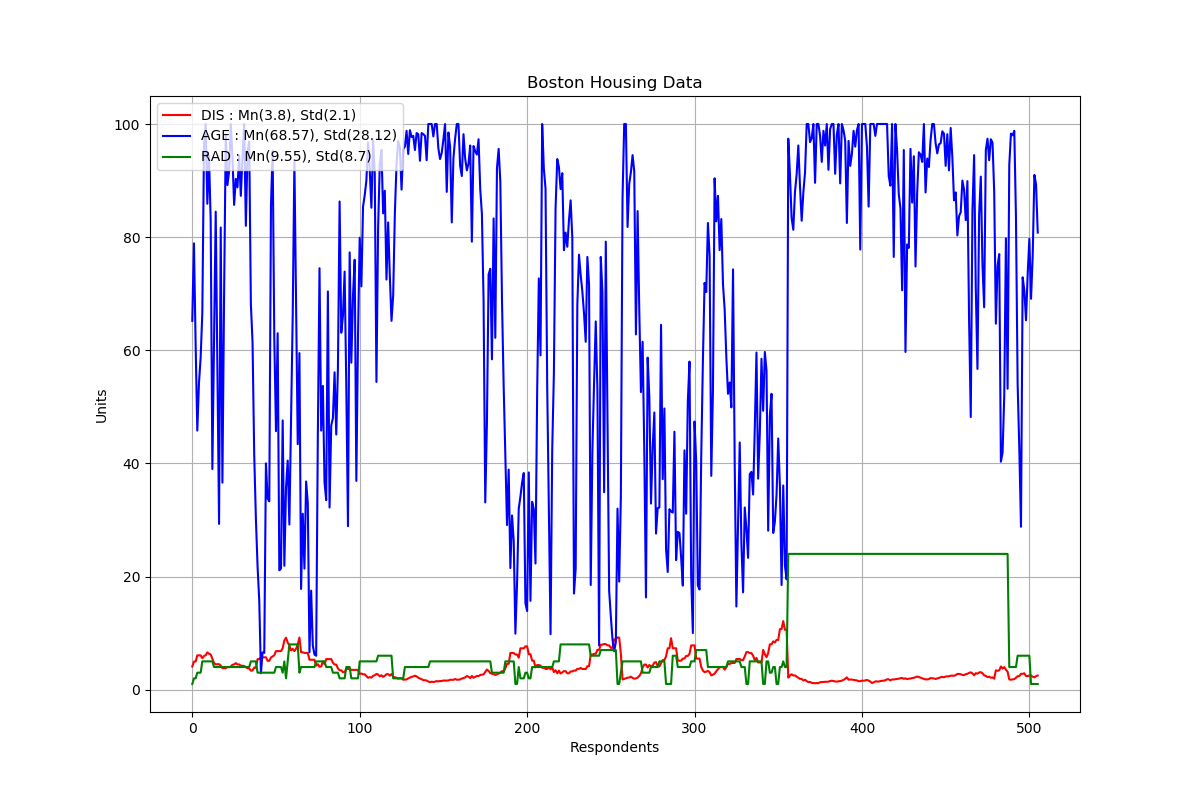 Boston Housing Data
DIS : Mn(3.8), Std(2.1)
AGE : Mn(68.57), Std(28.12)
RAD : Mn(9.55), Std(8.7)
100
80
60
40
20
0
Units
0 100 200 300 400 500
Respondents